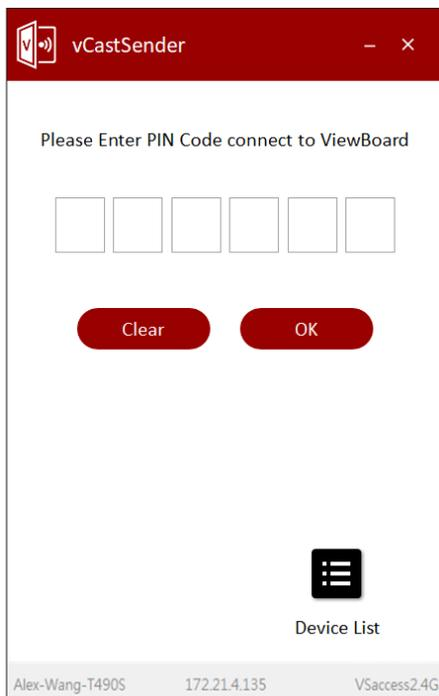 vCastSender
Please Enter PIN Code connect to ViewBoard
Clear OK
Device List
Alex-Wang-T490S 172.21.4.135 VSaccess2.4G